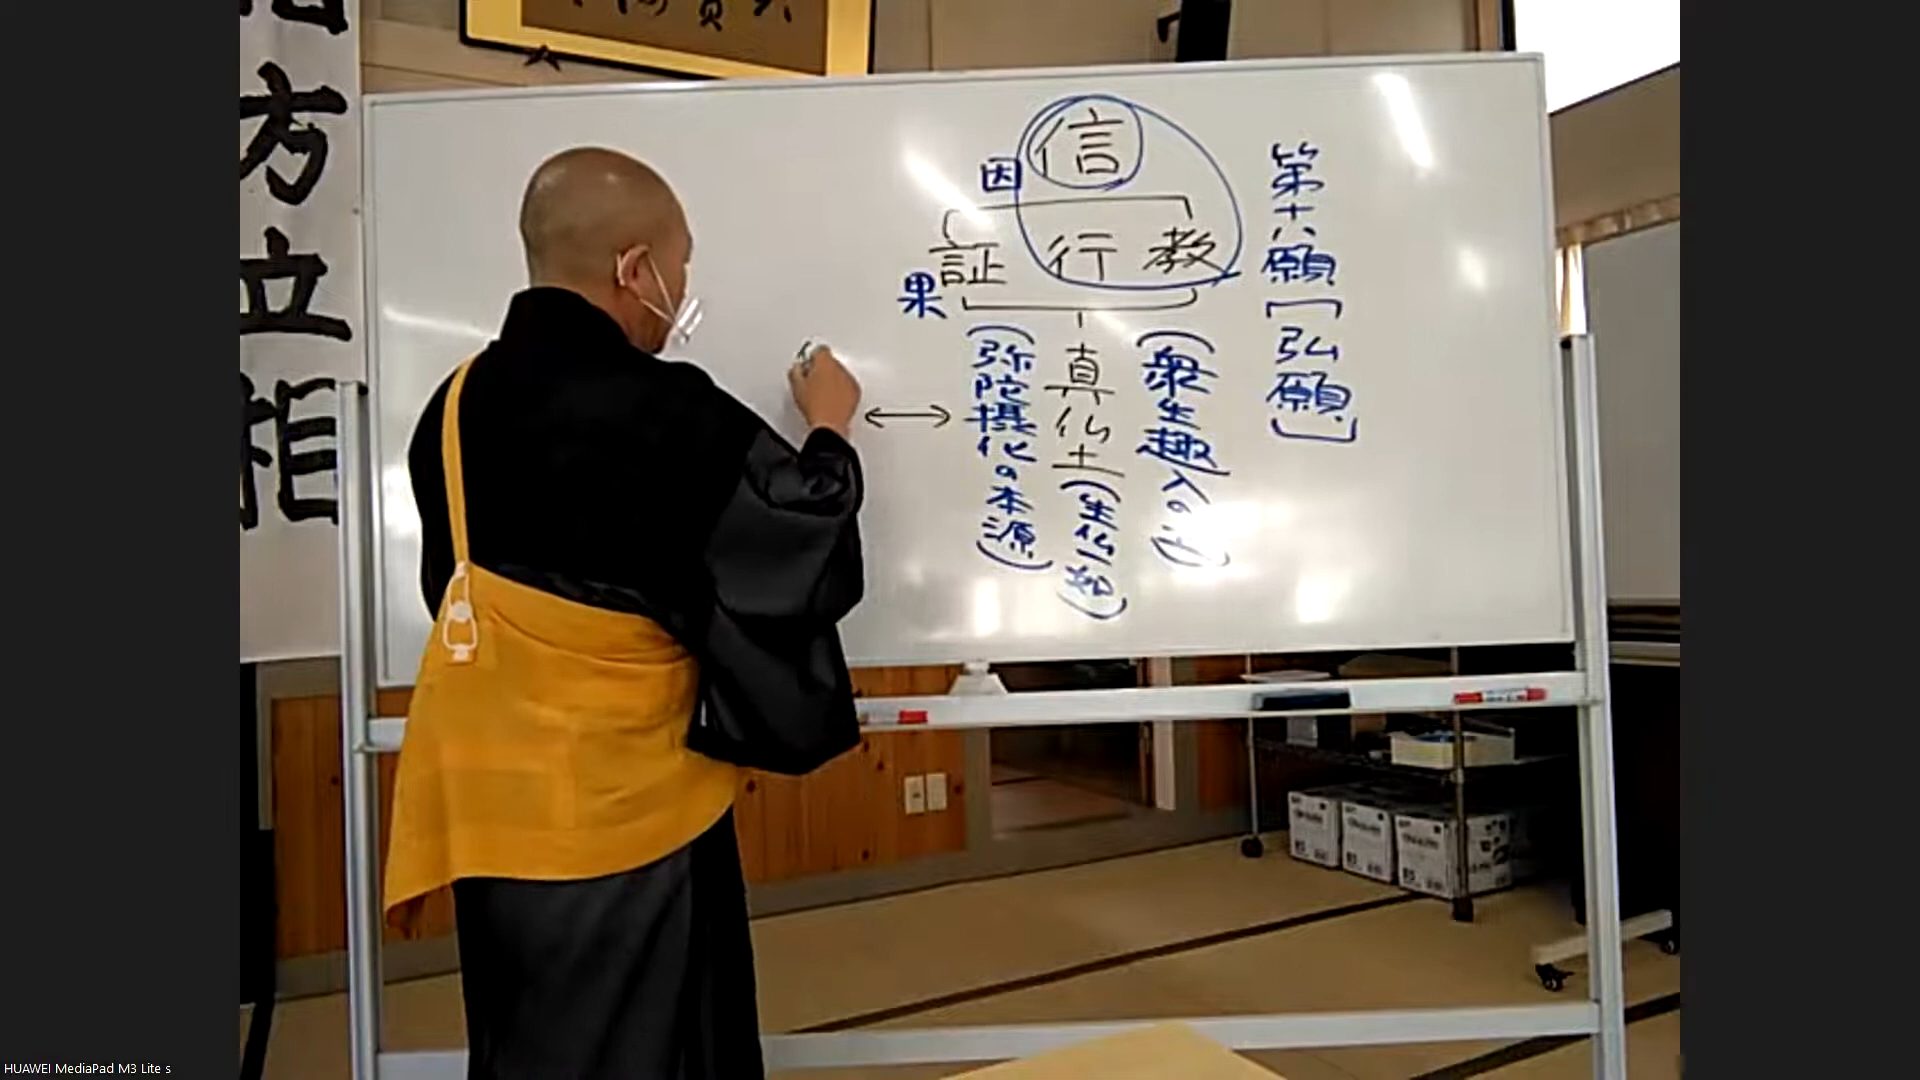 第十八願
[弘願]
信
因
教
行
証
果
(衆生趣入の
真仏土
(生仏一如)
(弥陀摂化の本源)
方立相
HUAWEI MediaPad M3 Lite s